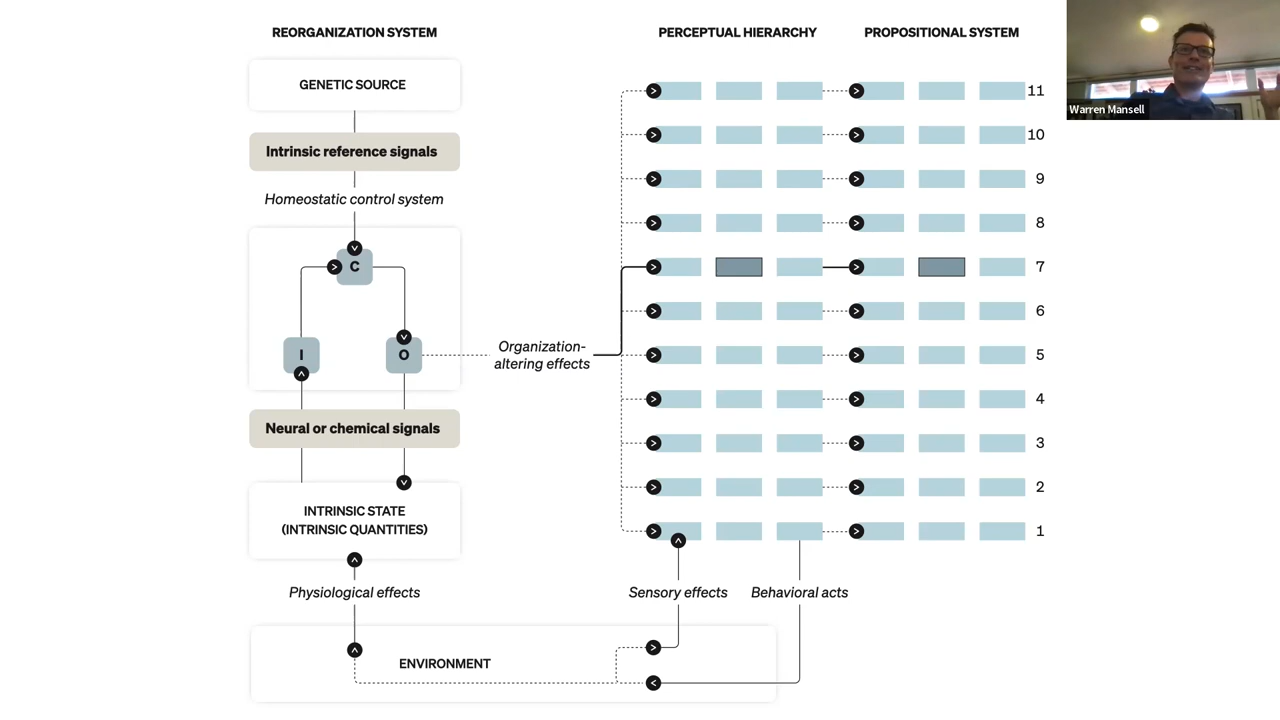 REORGANIZATION SYSTEM
GENETIC SOURCE
Intrinsic reference signals
Homeostatic control system
C
I
O
Organization-
altering effects
Neural or chemical signals
INTRINSIC STATE
(INTRINSIC QUANTITIES)
Physiological effects
ENVIRONMENT
PERCEPTUAL HIERARCHY
PROPOSITIONAL SYSTEM
11
10
9
8
7
6
5
4
3
2
1
Sensory effects
Behavioral acts
Warren Mansell